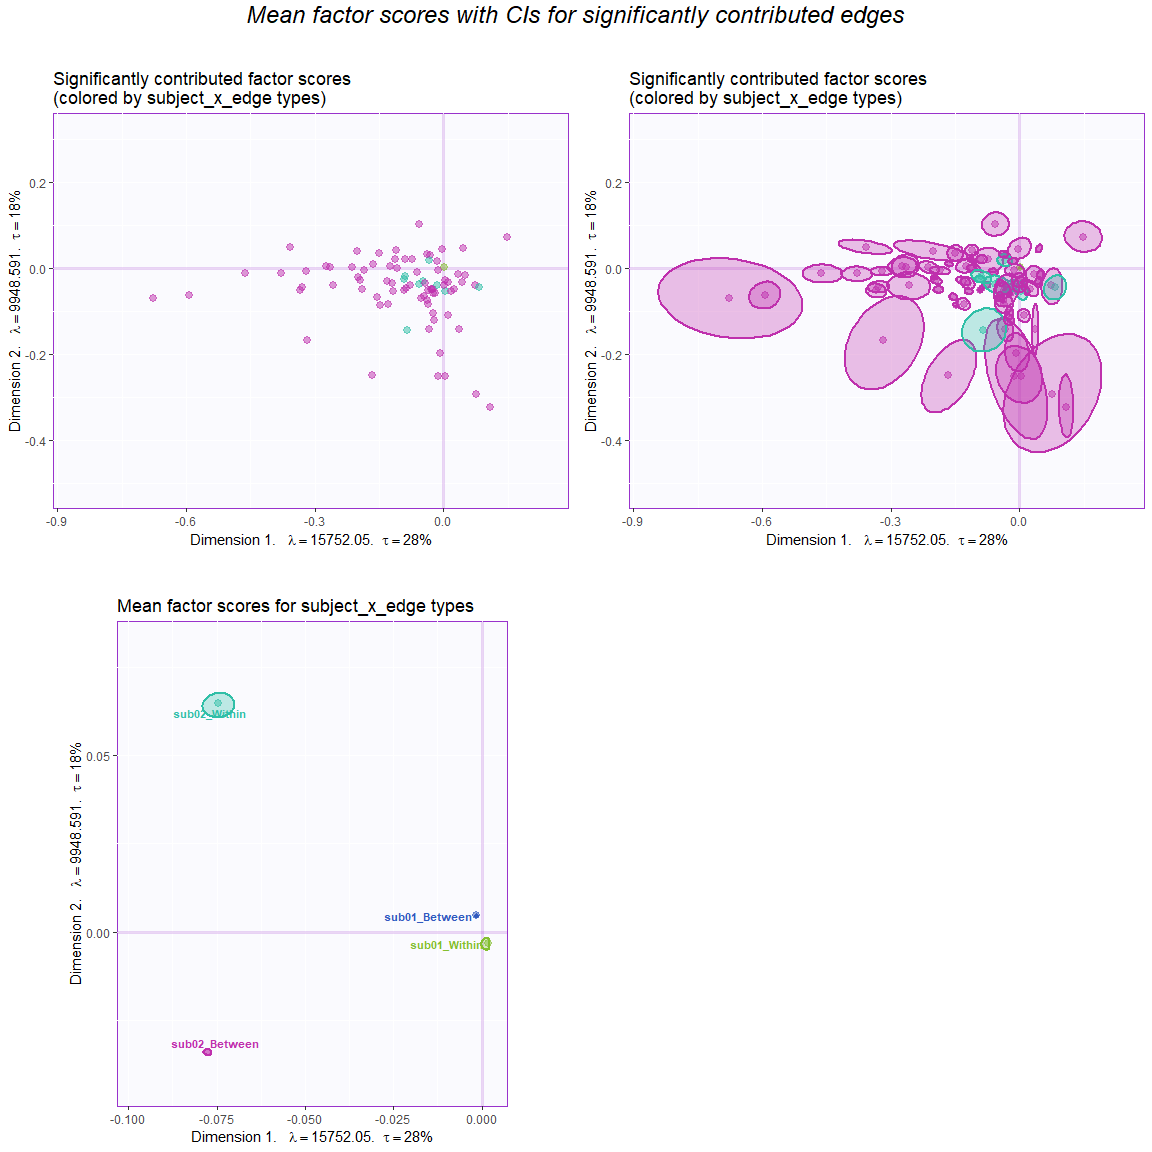 Mean factor scores with CIs for significantly contributed edges
Significantly contributed factor scores
(colored by subject_x_edge types)
0.2
0.0
-0.2
-0.4
Dimension 2. λ = 9948.591. τ = 18%
-0.9
-0.6
-0.3
0.0
Dimension 1. λ = 15752.05. τ = 28%
Significantly contributed factor scores
(colored by subject_x_edge types)
0.2
0.0
-0.2
-0.4
Dimension 2. λ = 9948.591. τ = 18%
-0.9
-0.6
-0.3
0.0
Dimension 1. λ = 15752.05. τ = 28%
Mean factor scores for subject_x_edge types
sub02_Within
sub01_Between
sub01_Within
sub02_Between
0.05
0.00
Dimension 2. λ = 9948.591. τ = 18%
-0.100
-0.075
-0.050
-0.025
0.000
Dimension 1. λ = 15752.05. τ = 28%